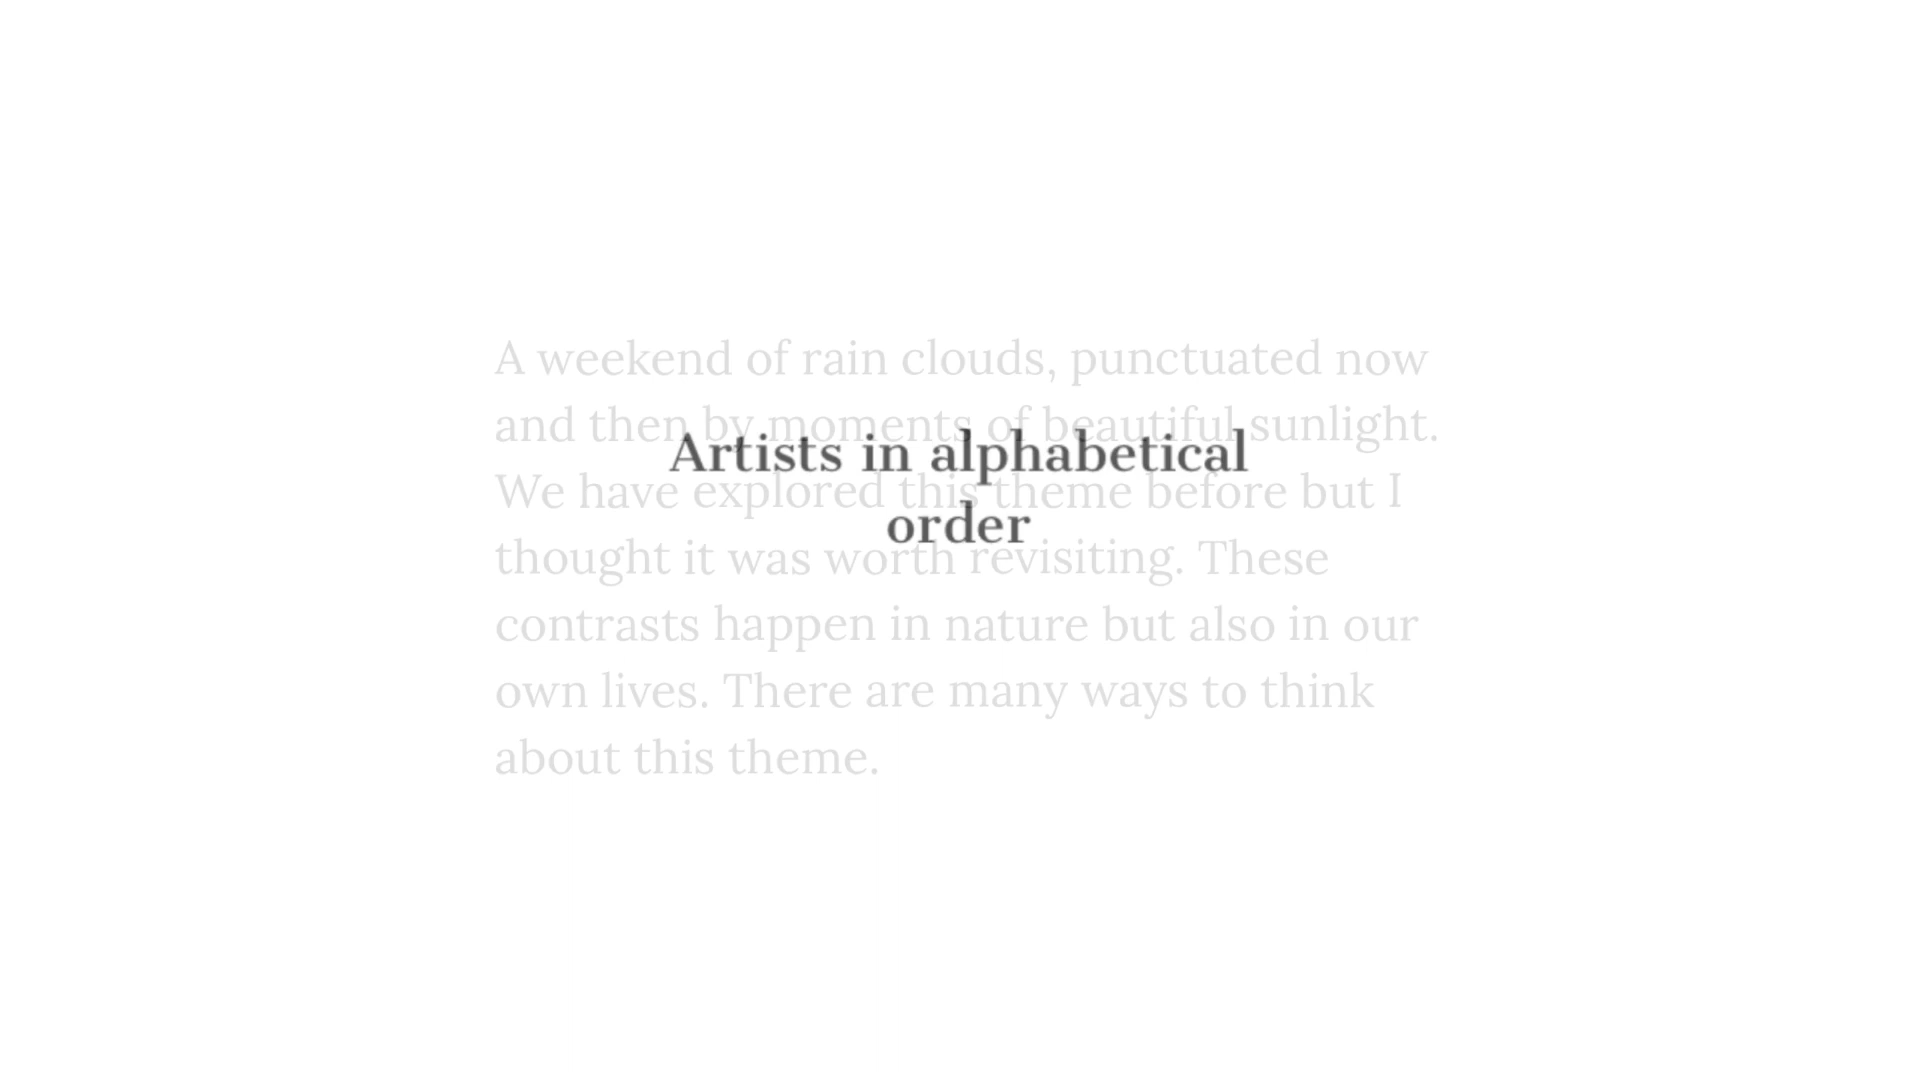 A weekend of rain clouds, punctuated now
and then by moments of beautiful sunlight.
Artists in alphabetical
We have explored this theme before but I
order
thought it was worth revisiting. These
contrasts happen in nature but also in our
own lives. There are many ways to think
about this theme.